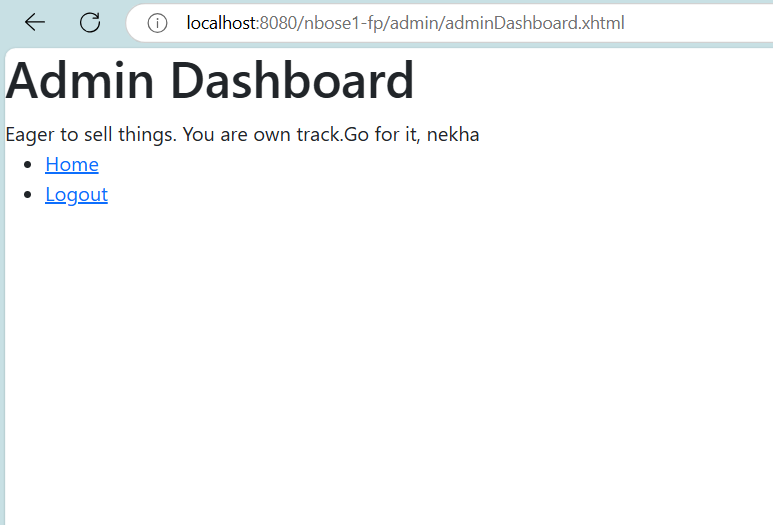 localhost:8080/nbose1-fp/admin/adminDashboard.xhtml
Admin Dashboard
Eager to sell things. You are own track.Go for it, nekha
Home
Logout